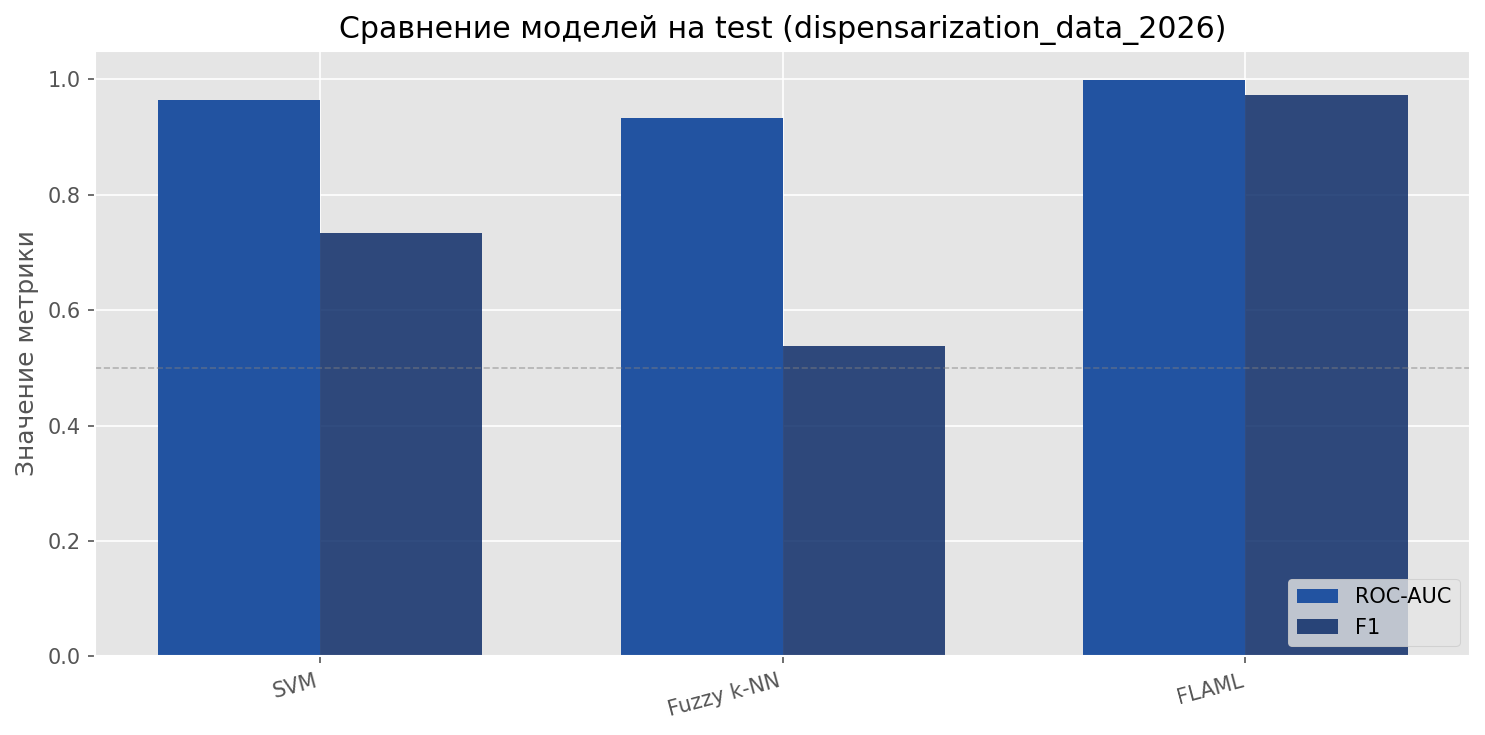 Сравнение моделей на test (dispensarization_data_2026)
Значение метрики
1.0
0.8
0.6
0.4
0.2
0.0
SVM
Fuzzy k-NN
FLAML
ROC-AUC
F1